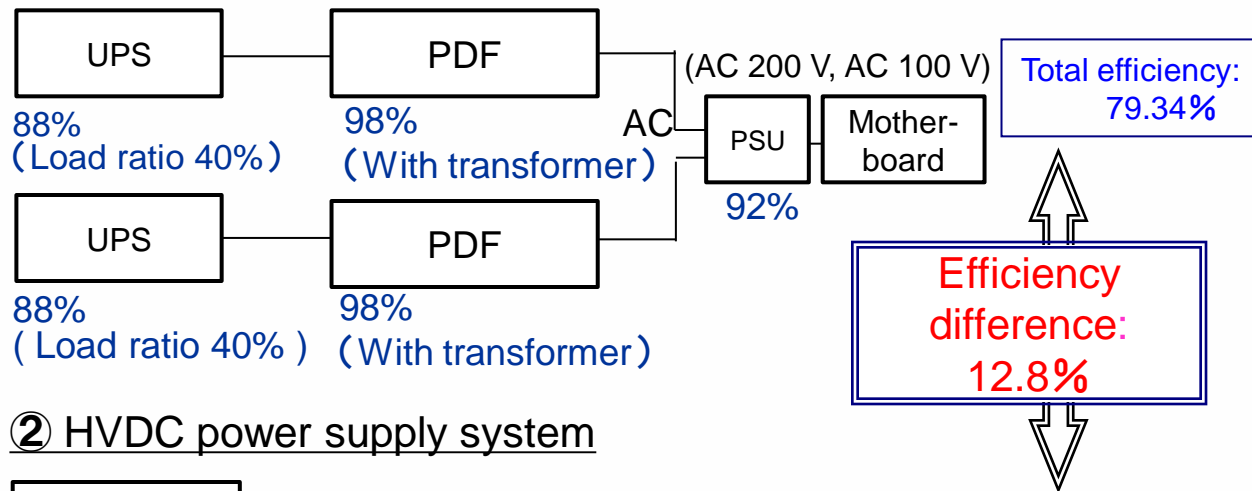 UPS
PDF
(AC 200 V, AC 100 V)
Total efficiency:
79.34%
88%
(Load ratio 40%)
98%
(With transformer)
AC
PSU
Mother-
board
92%
UPS
PDF
88%
( Load ratio 40% )
98%
(With transformer)
Efficiency
difference:
12.8%
② HVDC power supply system